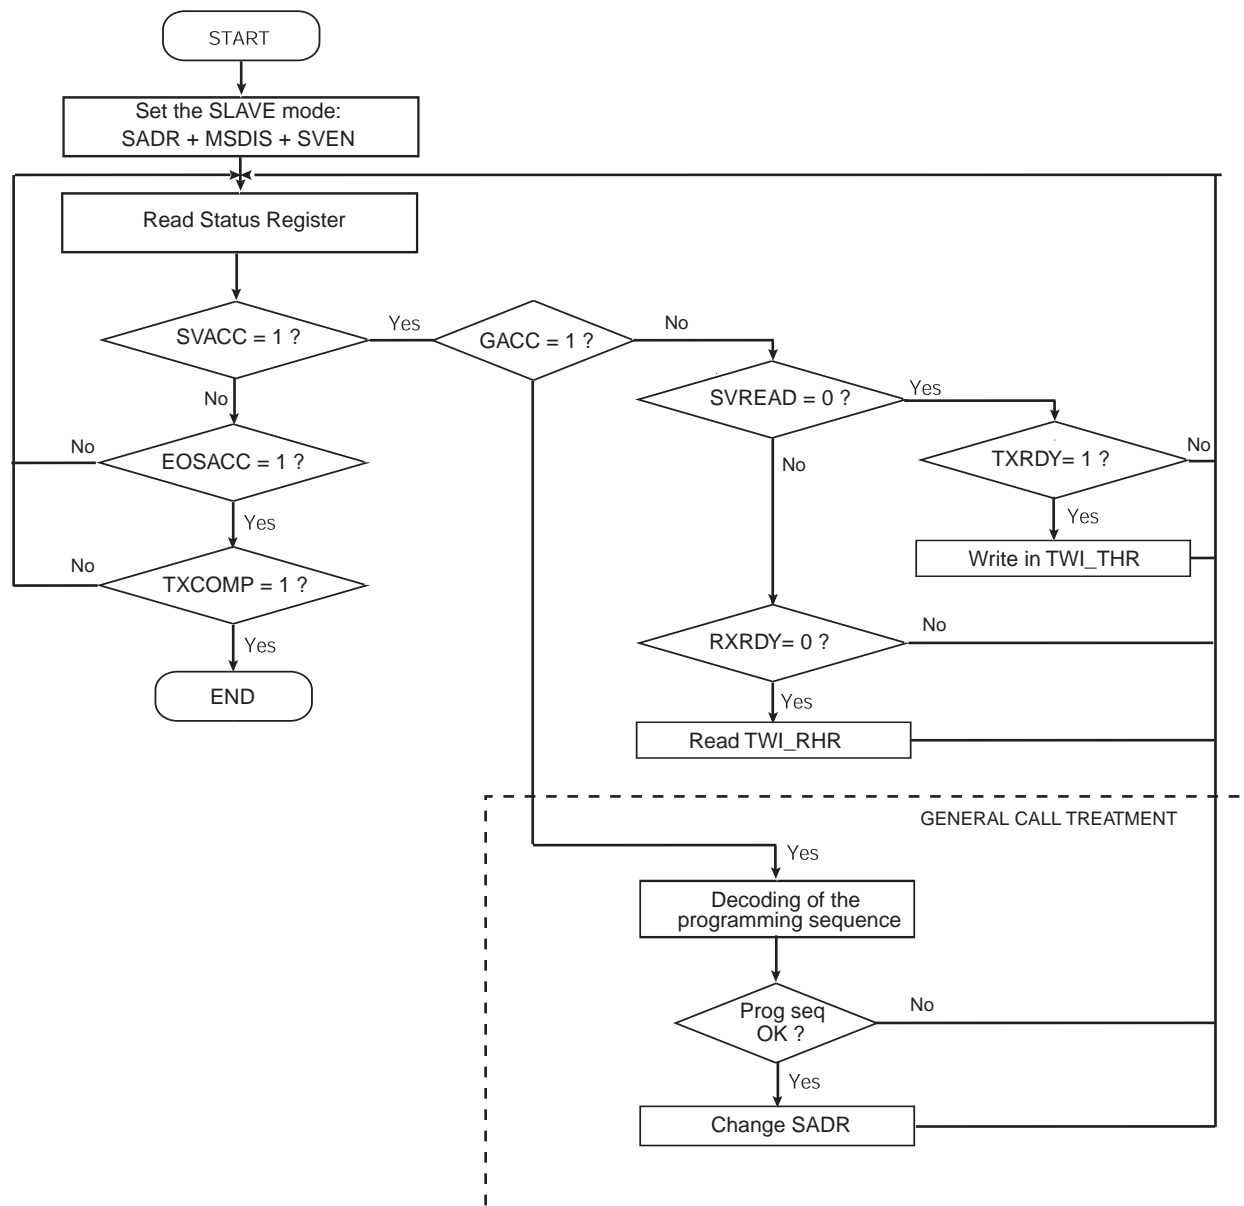 START
Set the SLAVE mode:
SADR + MSDIS + SVEN
Read Status Register
SVACC = 1 ?
Yes
GACC = 1 ?
No
SVREAD = 0 ?
Yes
No
No
EOSACC = 1 ?
No
TXRDY= 1 ?
No
Yes
Yes
Write in TWI_THR
No
TXCOMP = 1 ?
RXRDY= 0 ?
No
Yes
END
Yes
Read TWI_RHR
GENERAL CALL TREATMENT
Yes
Decoding of the
programming sequence
Prog seq
OK ?
No
Yes
Change SADR